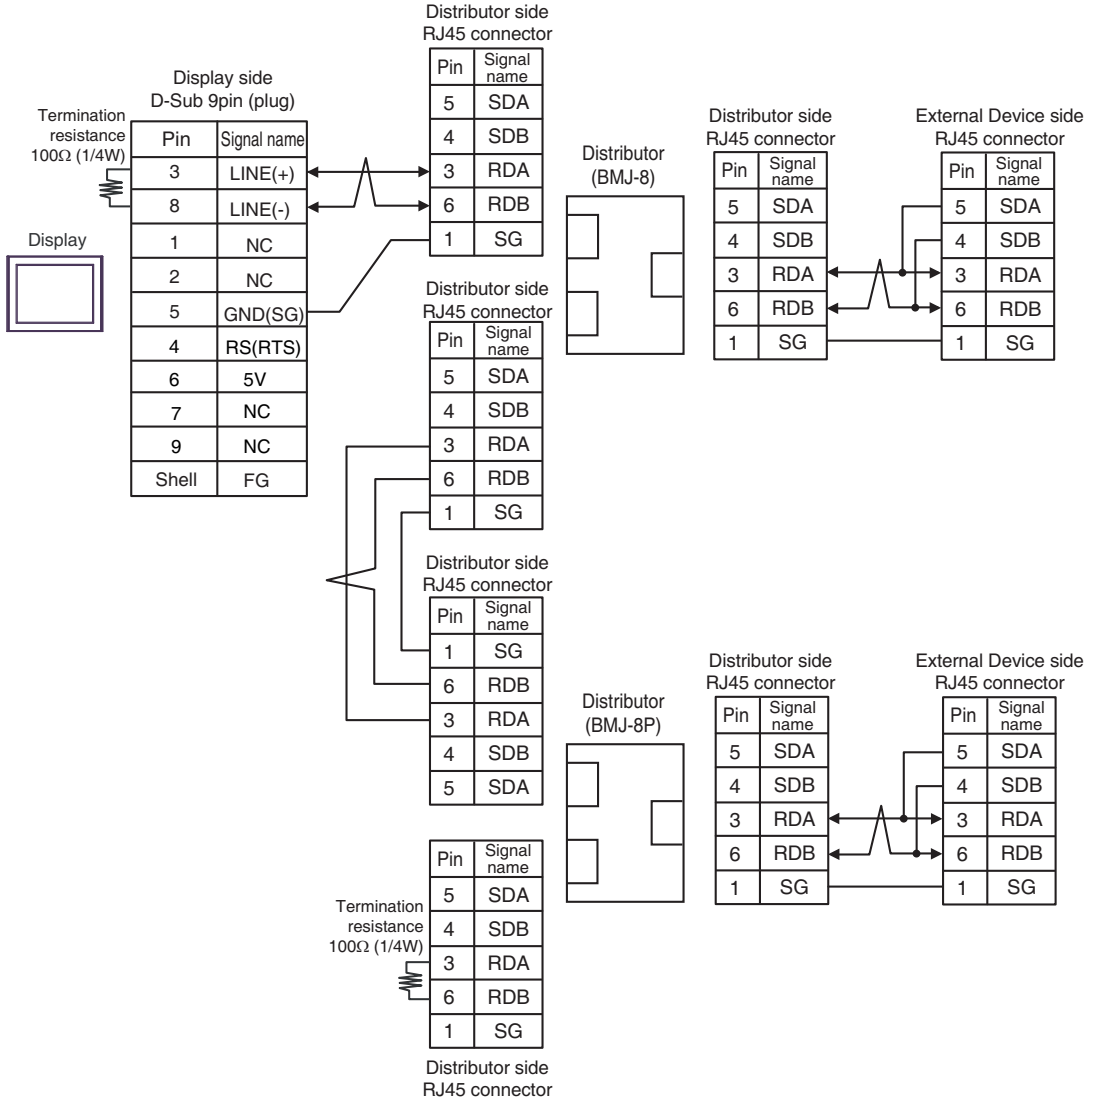 Distributor side
RJ45 connector
Pin Signal name
5 SDA
4 SDB
3 RDA
6 RDB
1 SG
Display side
D-Sub 9pin (plug)
Termination
resistance
100Ω (1/4W)
Pin Signal name
3 LINE(+)
8 LINE(-)
1 NC
2 NC
5 GND(SG)
4 RS(RTS)
6 5V
7 NC
9 NC
Shell FG
Display
Distributor
(BMJ-8)
Distributor side
RJ45 connector
Pin Signal name
5 SDA
4 SDB
3 RDA
6 RDB
1 SG
External Device side
RJ45 connector
Pin Signal name
5 SDA
4 SDB
3 RDA
6 RDB
1 SG
Distributor side
RJ45 connector
Pin Signal name
5 SDA
4 SDB
3 RDA
6 RDB
1 SG
Distributor side
RJ45 connector
Pin Signal name
1 SG
6 RDB
3 RDA
4 SDB
5 SDA
Distributor
(BMJ-8P)
Distributor side
RJ45 connector
Pin Signal name
5 SDA
4 SDB
3 RDA
6 RDB
1 SG
External Device side
RJ45 connector
Pin Signal name
5 SDA
4 SDB
3 RDA
6 RDB
1 SG
Termination
resistance
100Ω (1/4W)
Pin Signal name
5 SDA
4 SDB
3 RDA
6 RDB
1 SG
Distributor side
RJ45 connector